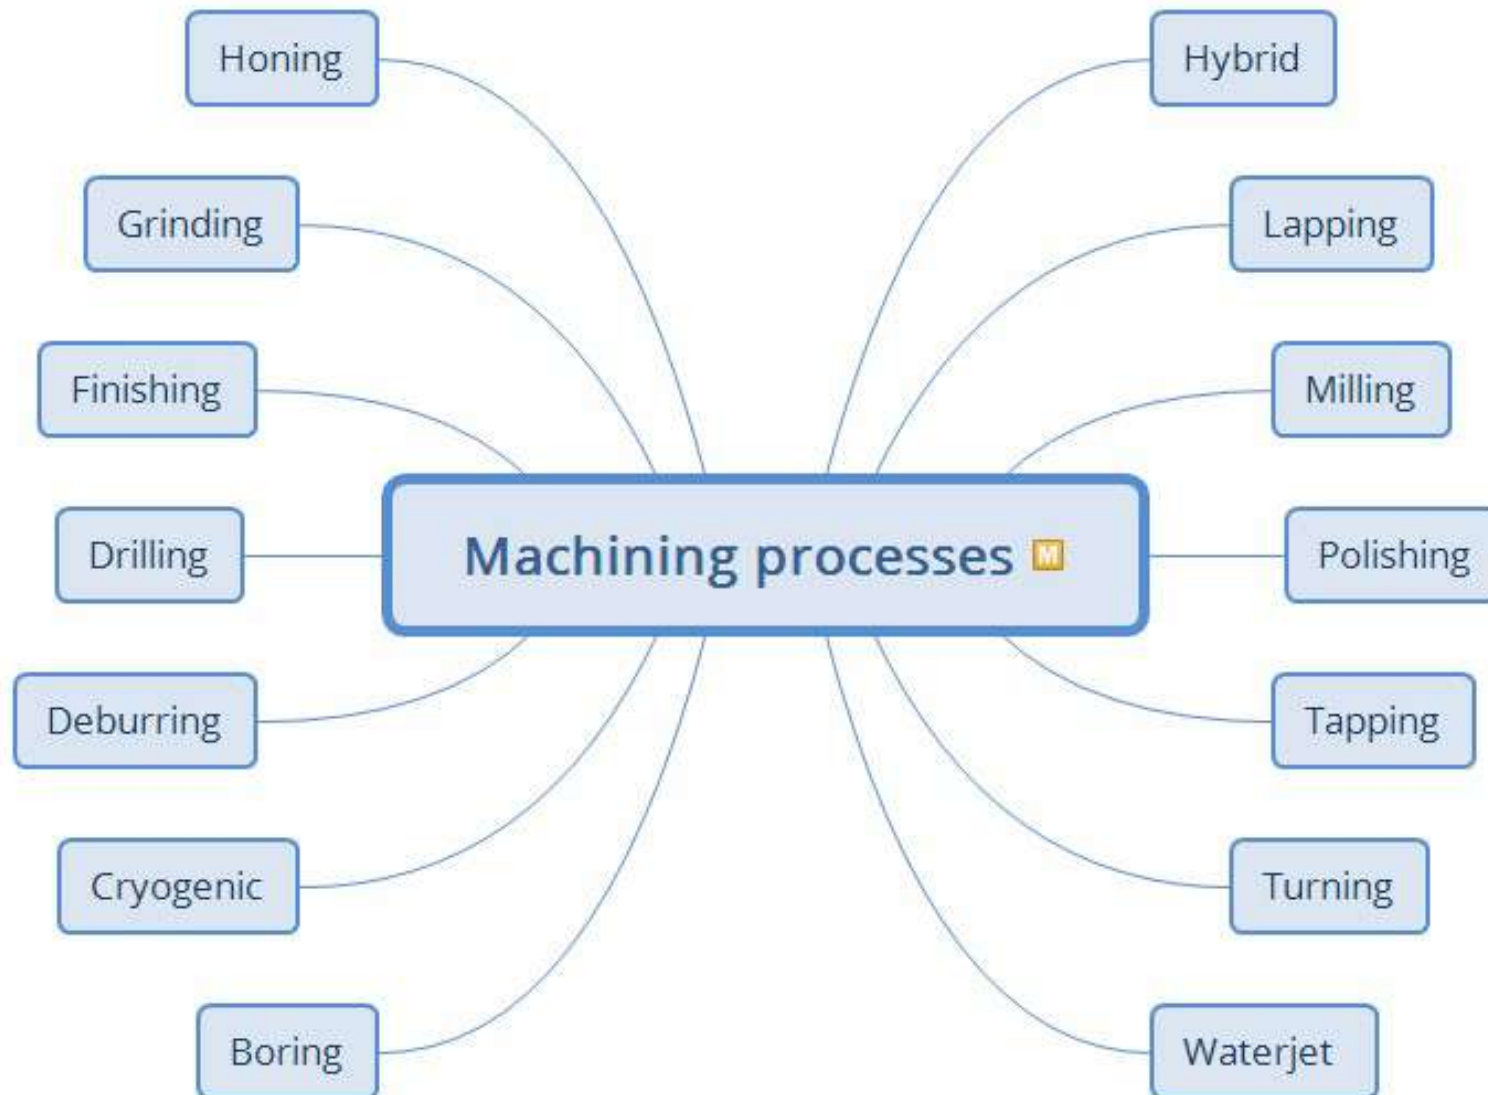 Honing
Hybrid
Grinding
Lapping
Finishing
Milling
Drilling
Machining processes M
Polishing
Deburring
Tapping
Cryogenic
Turning
Boring
Waterjet